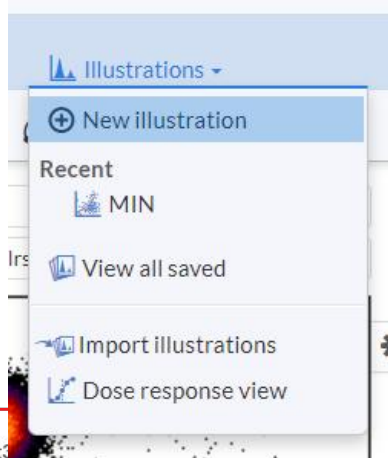 Illustrations
New illustration
Recent
MIN
View all saved
Import illustrations
Dose response view